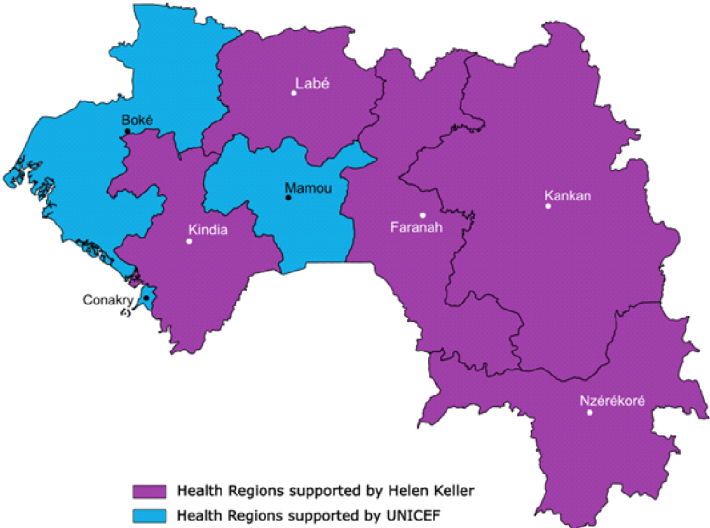 Labé
Boké
Mamou
Kankan
Kindia
Faranah
Conakry
Nzérékoré
Health Regions supported by Helen Keller
Health Regions supported by UNICEF